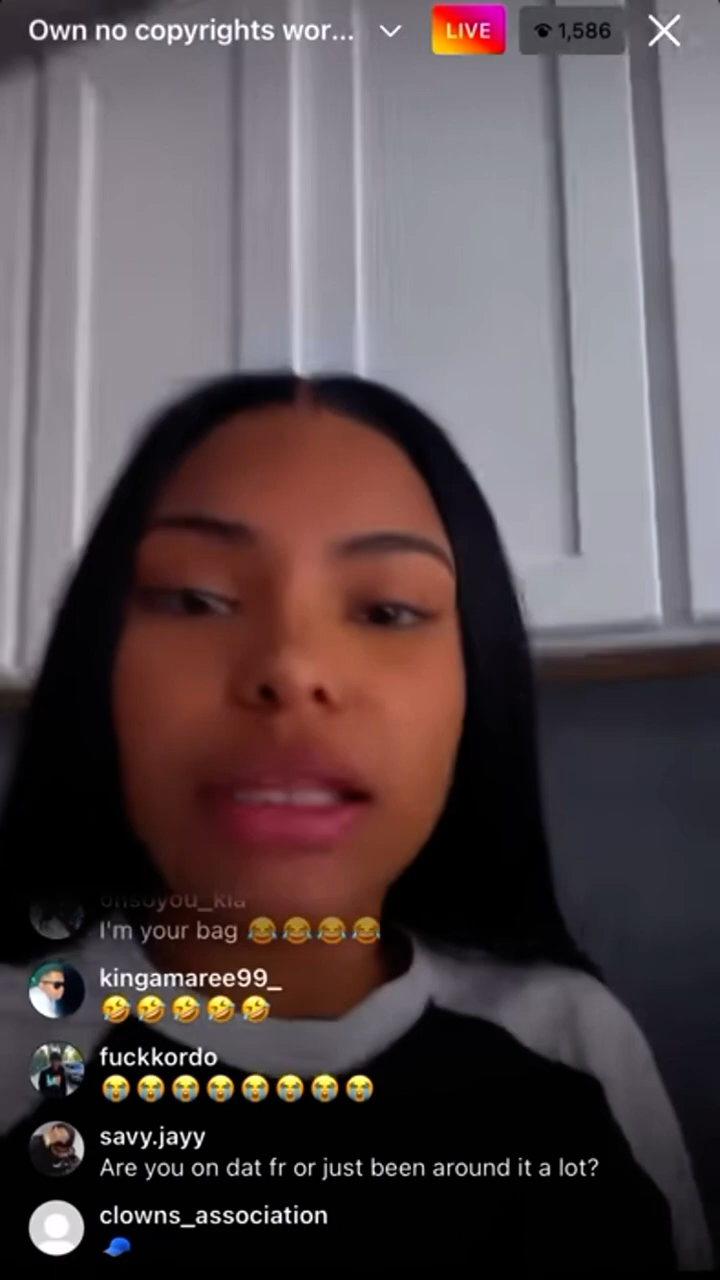 Own no copyrights wor...
LIVE
1,586
onsoyou_kia
I'm your bag 😂😂😂😂
kingamaree99_
🤣🤣🤣🤣🤣
fuckkordo
😭😭😭😭😭😭😭😭
savy.jayy
Are you on dat fr or just been around it a lot?
clowns_association
🧢